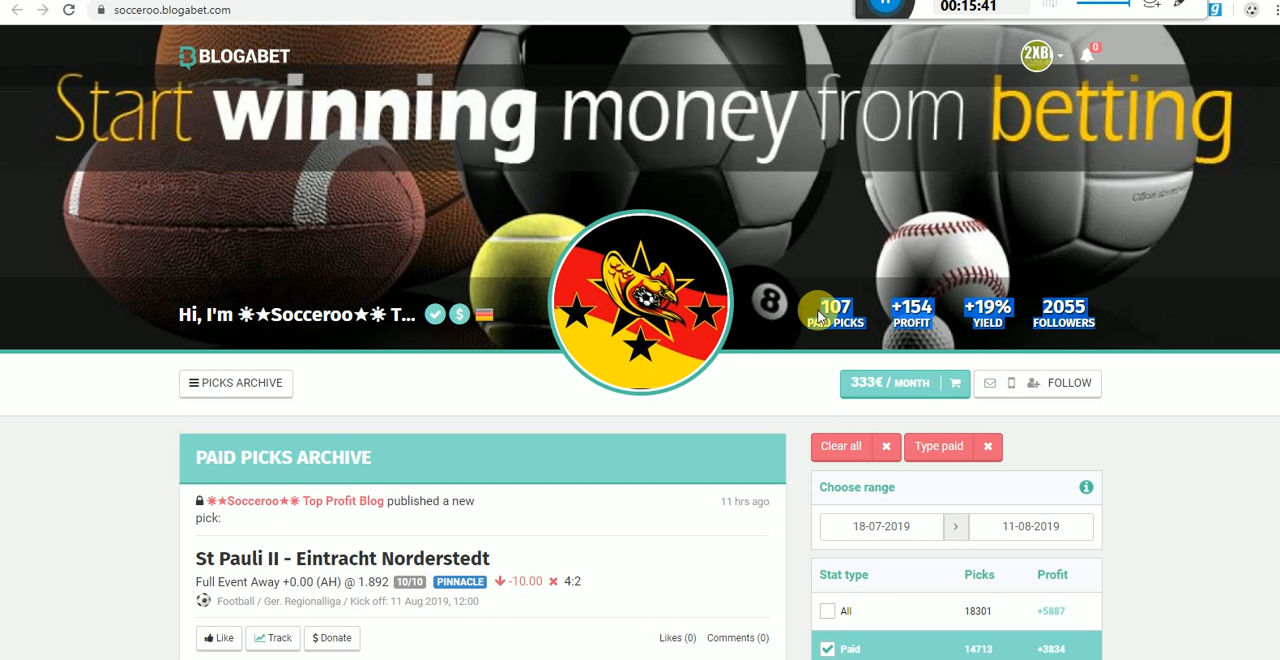 socceroo.blogabet.com
00:15:41
g
BLOGABET
2XB
0
Start winning money from betting
8
Hi, I'm ☀★Socceroo★☀ T...
$
107
PAID PICKS
+154
PROFIT
+19%
YIELD
2055
FOLLOWERS
PICKS ARCHIVE
333€ / MONTH
FOLLOW
PAID PICKS ARCHIVE
☀★Socceroo★☀ Top Profit Blog published a new
pick:
11 hrs ago
St Pauli II - Eintracht Norderstedt
Full Event Away +0.00 (AH) @ 1.892 10/10 PINNACLE -10.00 4:2
Football / Ger. Regionalliga / Kick off: 11 Aug 2019, 12:00
Like
Track
$ Donate
Likes (0) Comments (0)
Clear all ✖
Type paid ✖
Choose range
18-07-2019 > 11-08-2019
Stat type Picks Profit
All 18301 +5887
Paid 14713 +3834